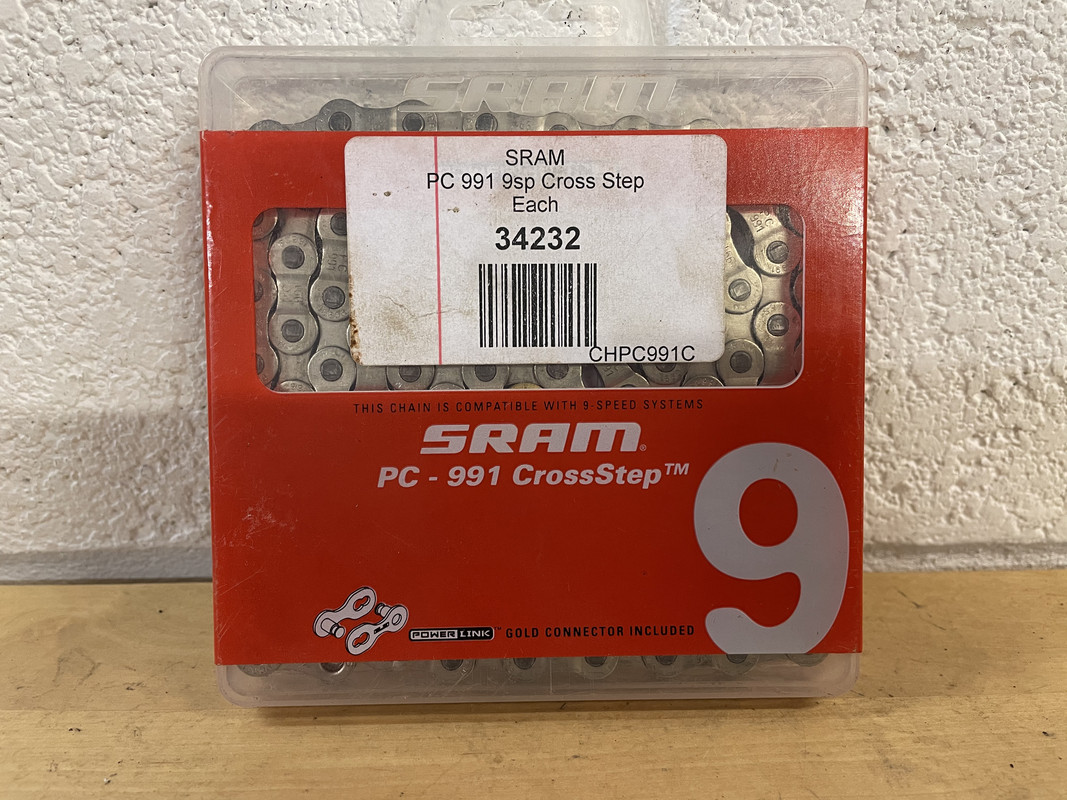 SRAM
SRAM
PC 991 9sp Cross Step
Each
34232
CHPC991C
THIS CHAIN IS COMPATIBLE WITH 9-SPEED SYSTEMS
SRAM®
PC - 991 CrossStep™
9
POWER LINK™ GOLD CONNECTOR INCLUDED